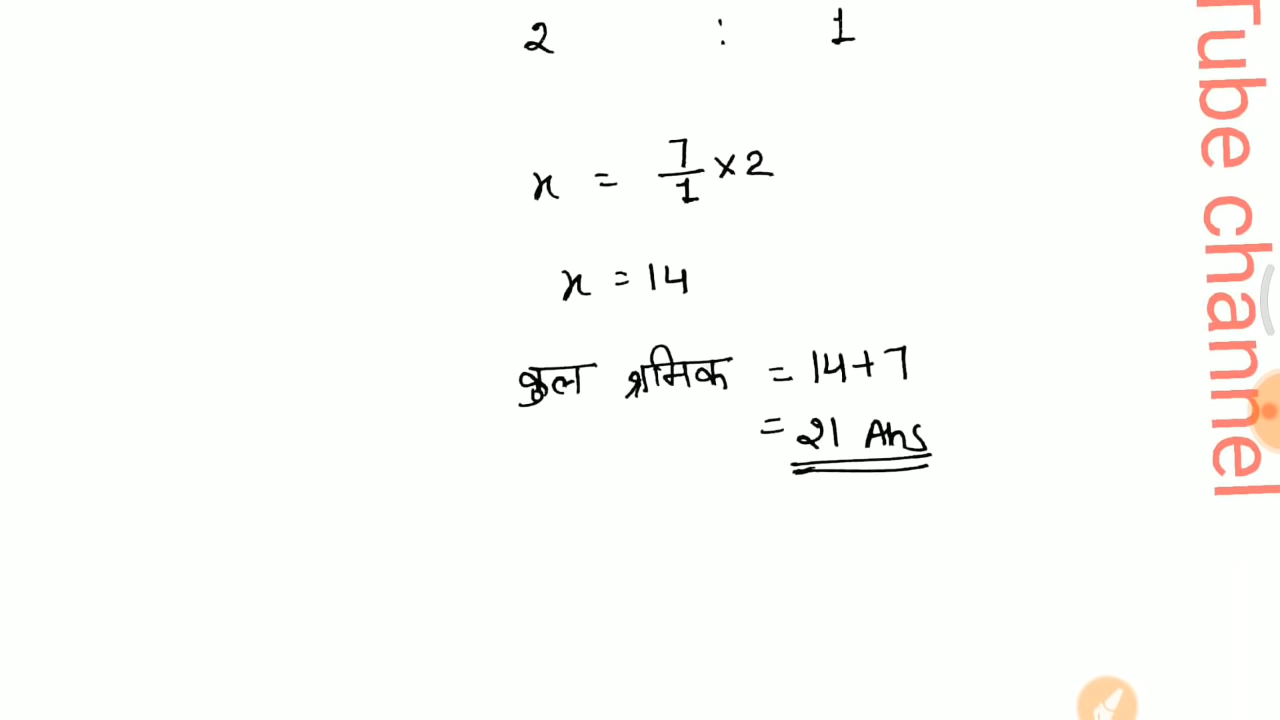 2 : 1
x = 7/1 × 2
x = 14
कुल श्रमिक = 14+7
= 21 Ans
Tube channel